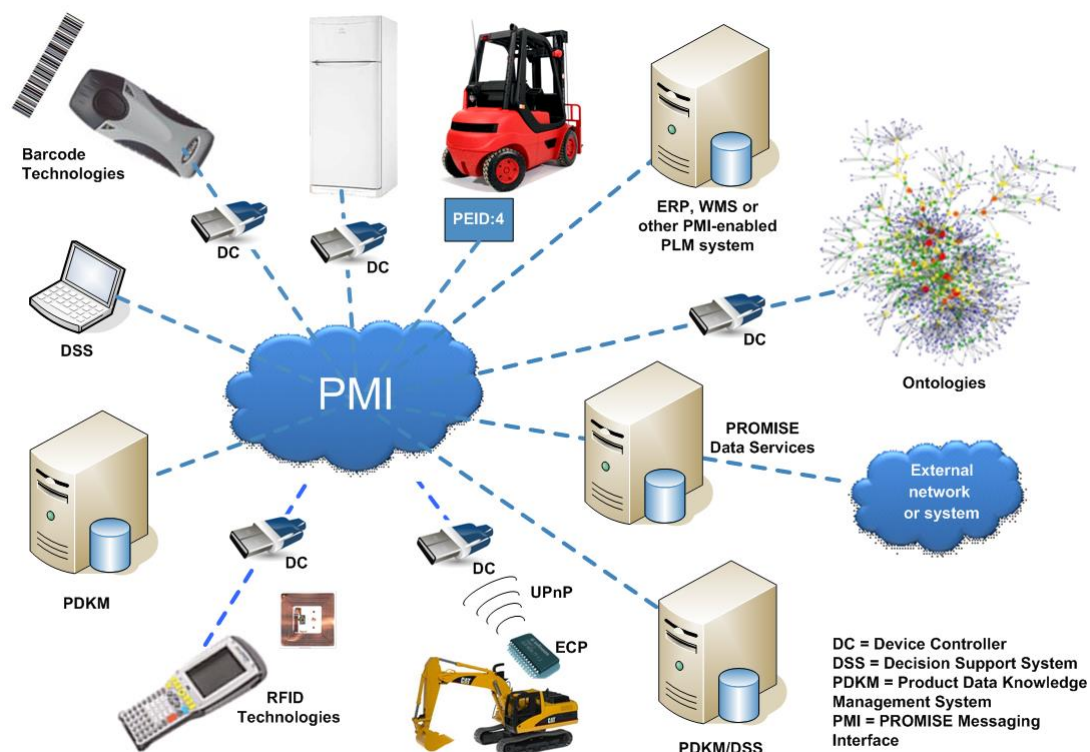 Barcode
Technologies
DC
DC
PEID:4
ERP, WMS or
other PMI-enabled
PLM system
DSS
DC
Ontologies
PMI
PROMISE
Data Services
External
network
or system
PDKM
DC
DC
UPnP
ECP
RFID
Technologies
CAT
CAT
PDKM/DSS
DC = Device Controller
DSS = Decision Support System
PDKM = Product Data Knowledge
Management System
PMI = PROMISE Messaging
Interface